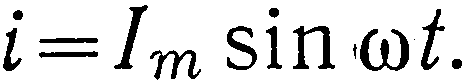 i = I_m sin ωt.